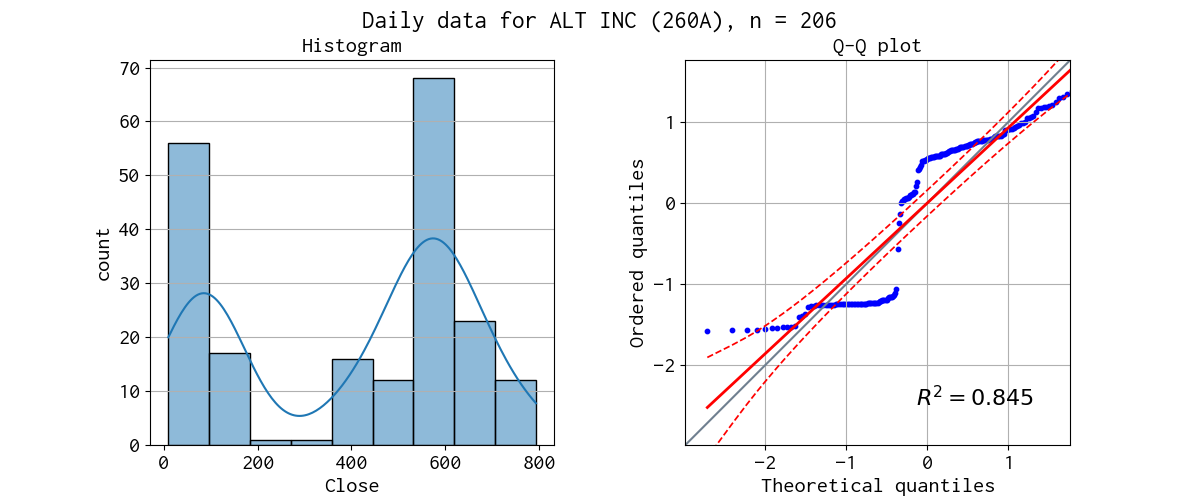 Daily data for ALT INC (260A), n = 206
Histogram
70
60
50
40
30
20
10
0
count
0 200 400 600 800
Close
Q-Q plot
1
0
−1
−2
Ordered quantiles
R² = 0.845
−2 −1 0 1
Theoretical quantiles